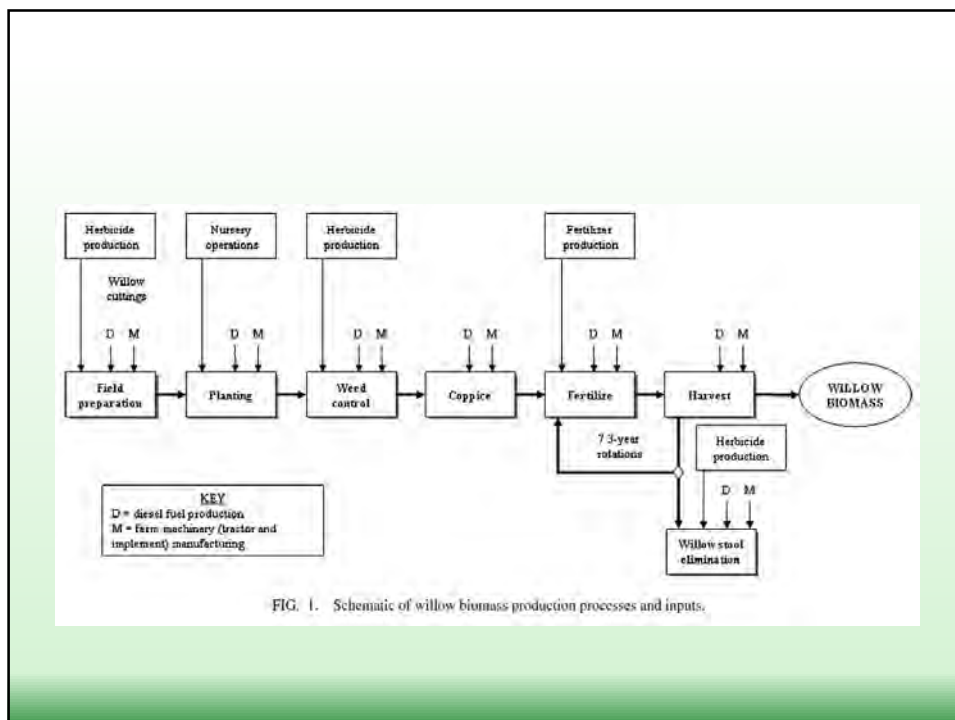 Herbicide
production
Nursery
operations
Herbicide
production
Fertilizer
production
Willow
cuttings
D M
D M
D M
D M
D M
D M
Field
preparation
Planting
Weed
control
Coppice
Fertilize
Harvest
WILLOW
BIOMASS
7 3-year
rotations
Herbicide
production
D M
Willow stool
elimination
KEY
D = diesel fuel production
M = farm machinery (tractor and
implement) manufacturing
FIG. 1. Schematic of willow biomass production processes and inputs.